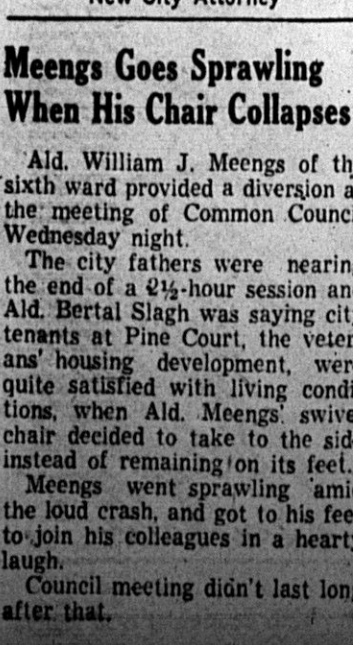 New City Attorney
Meengs Goes Sprawling
When His Chair Collapses
Ald. William J. Meengs of th
sixth ward provided a diversion a
the meeting of Common Counci
Wednesday night.
The city fathers were nearin
the end of a 2½-hour session an
Ald. Bertal Slagh was saying cit
tenants at Pine Court, the veter
ans' housing development, wer
quite satisfied with living condi
tions, when Ald. Meengs' swive
chair decided to take to the sid
instead of remaining on its feet.
Meengs went sprawling ami
the loud crash, and got to his fee
to join his colleagues in a heart
laugh.
Council meeting didn't last lon
after that.